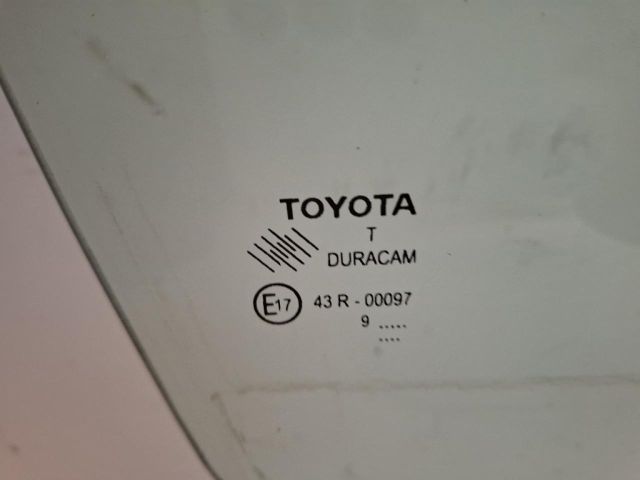 TOYOTA
T
DURACAM
E17 43 R - 00097
9 .....
....